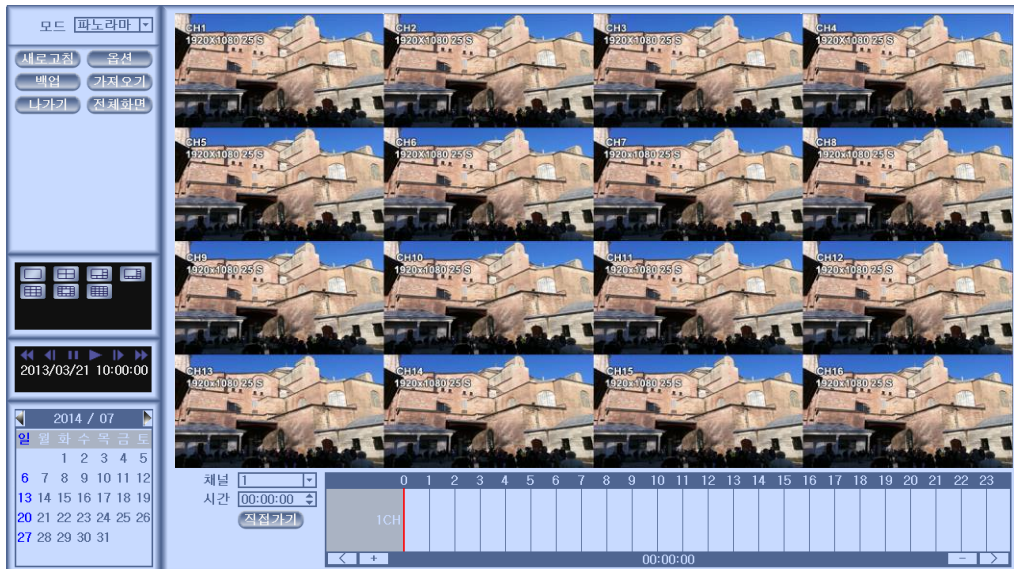 모드 파노라마
새로고침 옵션
백업 가져오기
나가기 전체화면
2013/03/21 10:00:00
2014 / 07
일 월 화 수 목 금 토
1 2 3 4 5
6 7 8 9 10 11 12
13 14 15 16 17 18 19
20 21 22 23 24 25 26
27 28 29 30 31
CH1
1920X1080 25 S
CH2
1920X1080 25 S
CH3
1920X1080 25 S
CH4
1920X1080 25 S
CH5
1920X1080 25 S
CH6
1920X1080 25 S
CH7
1920X1080 25 S
CH8
1920x1080 25 S
CH9
1920x1080 25 S
CH10
1920x1080 25 S
CH11
1920x1080 25 S
CH12
1920x1080 25 S
CH13
1920x1080 25 S
CH14
1920x1080 25 S
CH15
1920x1080 25 S
CH16
1920x1080 25 S
채널 1
시간 00:00:00
직접가기
0 1 2 3 4 5 6 7 8 9 10 11 12 13 14 15 16 17 18 19 20 21 22 23
1CH
< + 00:00:00 - >